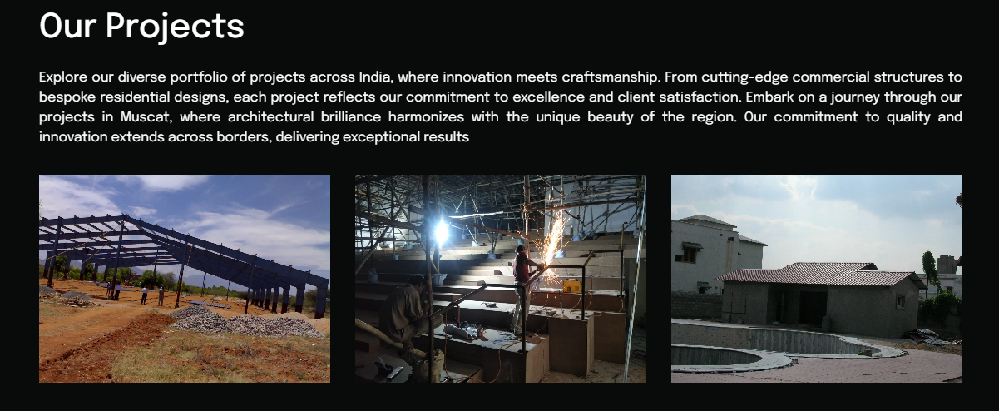 Our Projects
Explore our diverse portfolio of projects across India, where innovation meets craftsmanship. From cutting-edge commercial structures to
bespoke residential designs, each project reflects our commitment to excellence and client satisfaction. Embark on a journey through our
projects in Muscat, where architectural brilliance harmonizes with the unique beauty of the region. Our commitment to quality and
innovation extends across borders, delivering exceptional results